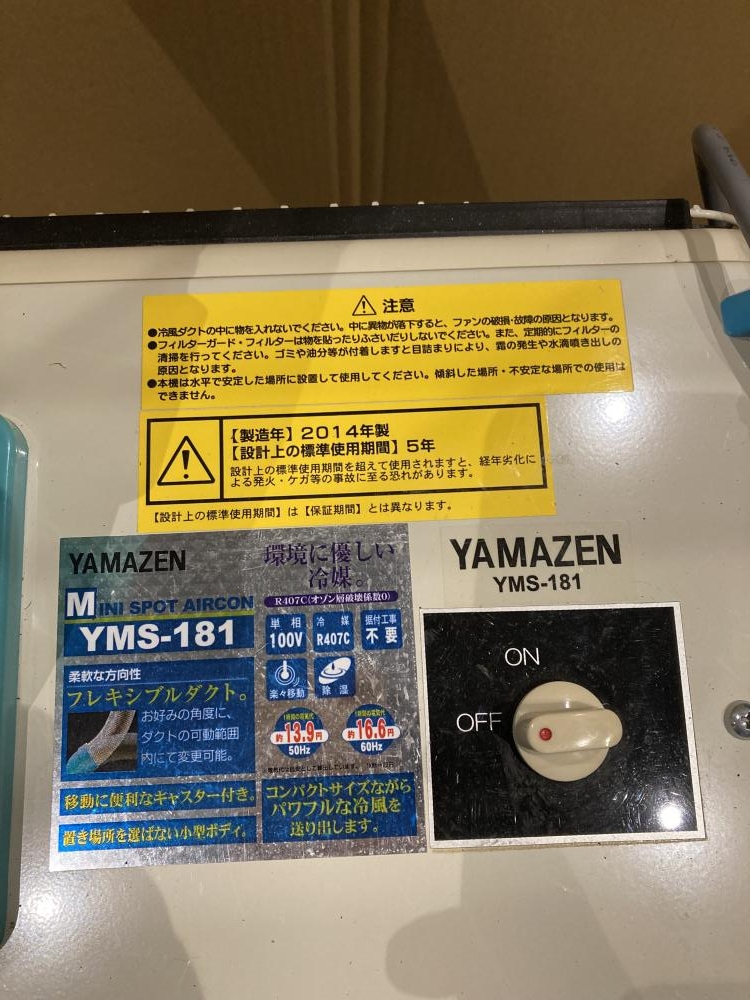 注意
●冷風ダクトの中に物を入れないでください。中に異物が落下すると、ファンの破損・故障の原因となります。
●フィルターガード・フィルターは物を貼ったりふさいだりしないでください。また、定期的にフィルターの
清掃を行ってください。ゴミや油分等が付着しますと目詰まりにより、霜の発生や水滴噴き出しの
原因となります。
●本機は水平で安定した場所に設置して使用してください。傾斜した場所・不安定な場所での使用は
できません。
【製造年】2014年製
【設計上の標準使用期間】5年
設計上の標準使用期間を超えて使用されますと、経年劣化に
よる発火・ケガ等の事故に至る恐れがあります。
【設計上の標準使用期間】は【保証期間】とは異なります。
YAMAZEN
MINI SPOT AIRCON
YMS-181
柔軟な方向性
フレキシブルダクト。
お好みの角度に、
ダクトの可動範囲
内にて変更可能。
移動に便利なキャスター付き。
置き場所を選ばない小型ボディ。
環境に優しい
冷媒。
R407C(オゾン層破壊係数0)
単相
100V
冷媒
R407C
据付工事
不要
楽々移動
除湿
1時間の電気代
約13.9円
50Hz
1時間の電気代
約16.6円
60Hz
コンパクトサイズながら
パワフルな冷風を
送り出します。
YAMAZEN
YMS-181
ON
OFF